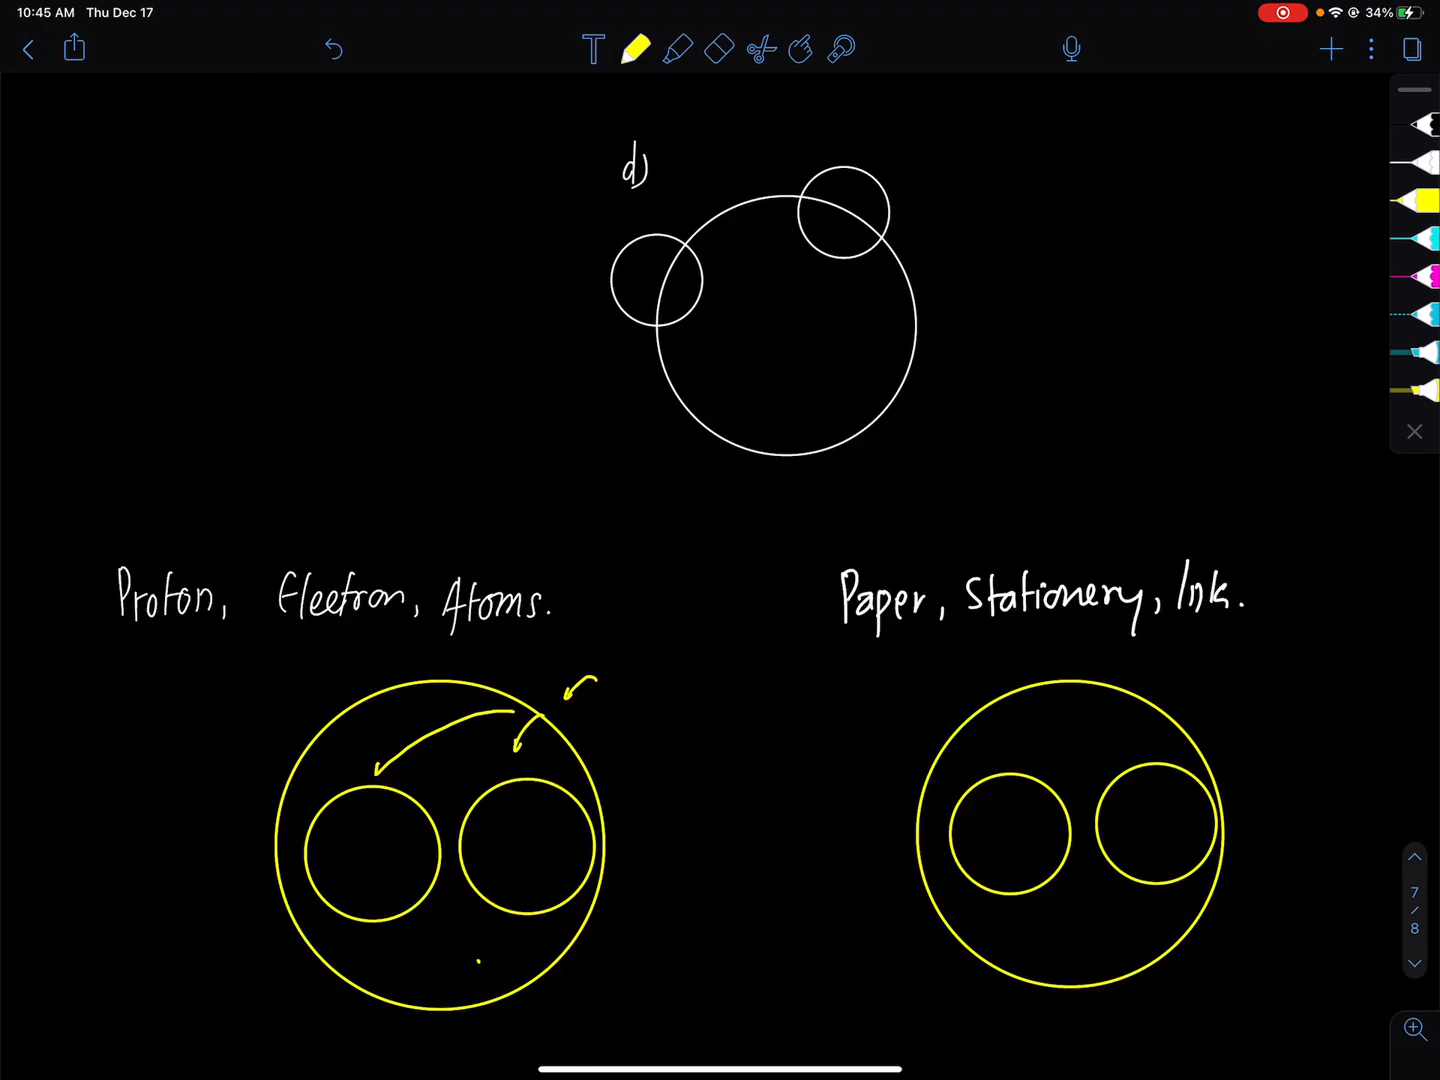 10:45 AM Thu Dec 17
34%
T
d)
Proton, Electron, Atoms.
Paper, Stationery, Ink.
7
/
8